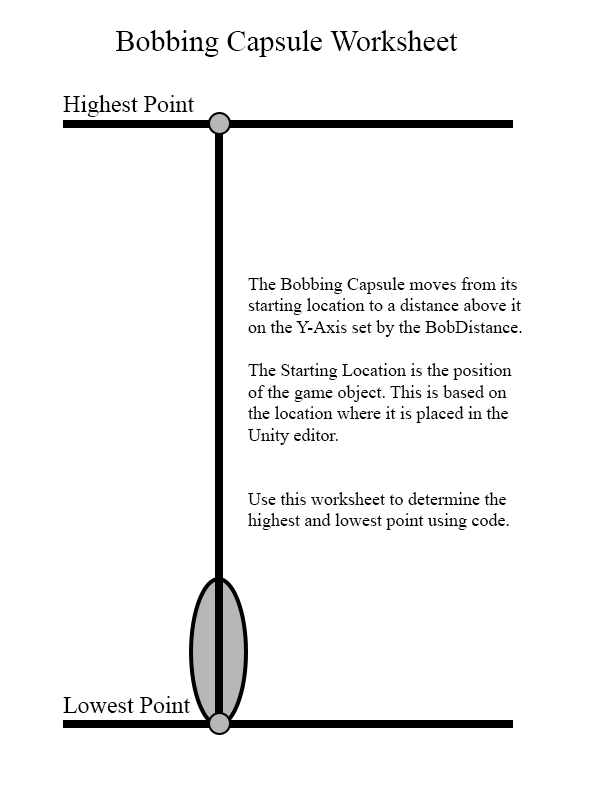 Bobbing Capsule Worksheet
Highest Point
The Bobbing Capsule moves from its
starting location to a distance above it
on the Y-Axis set by the BobDistance.
The Starting Location is the position
of the game object. This is based on
the location where it is placed in the
Unity editor.
Use this worksheet to determine the
highest and lowest point using code.
Lowest Point